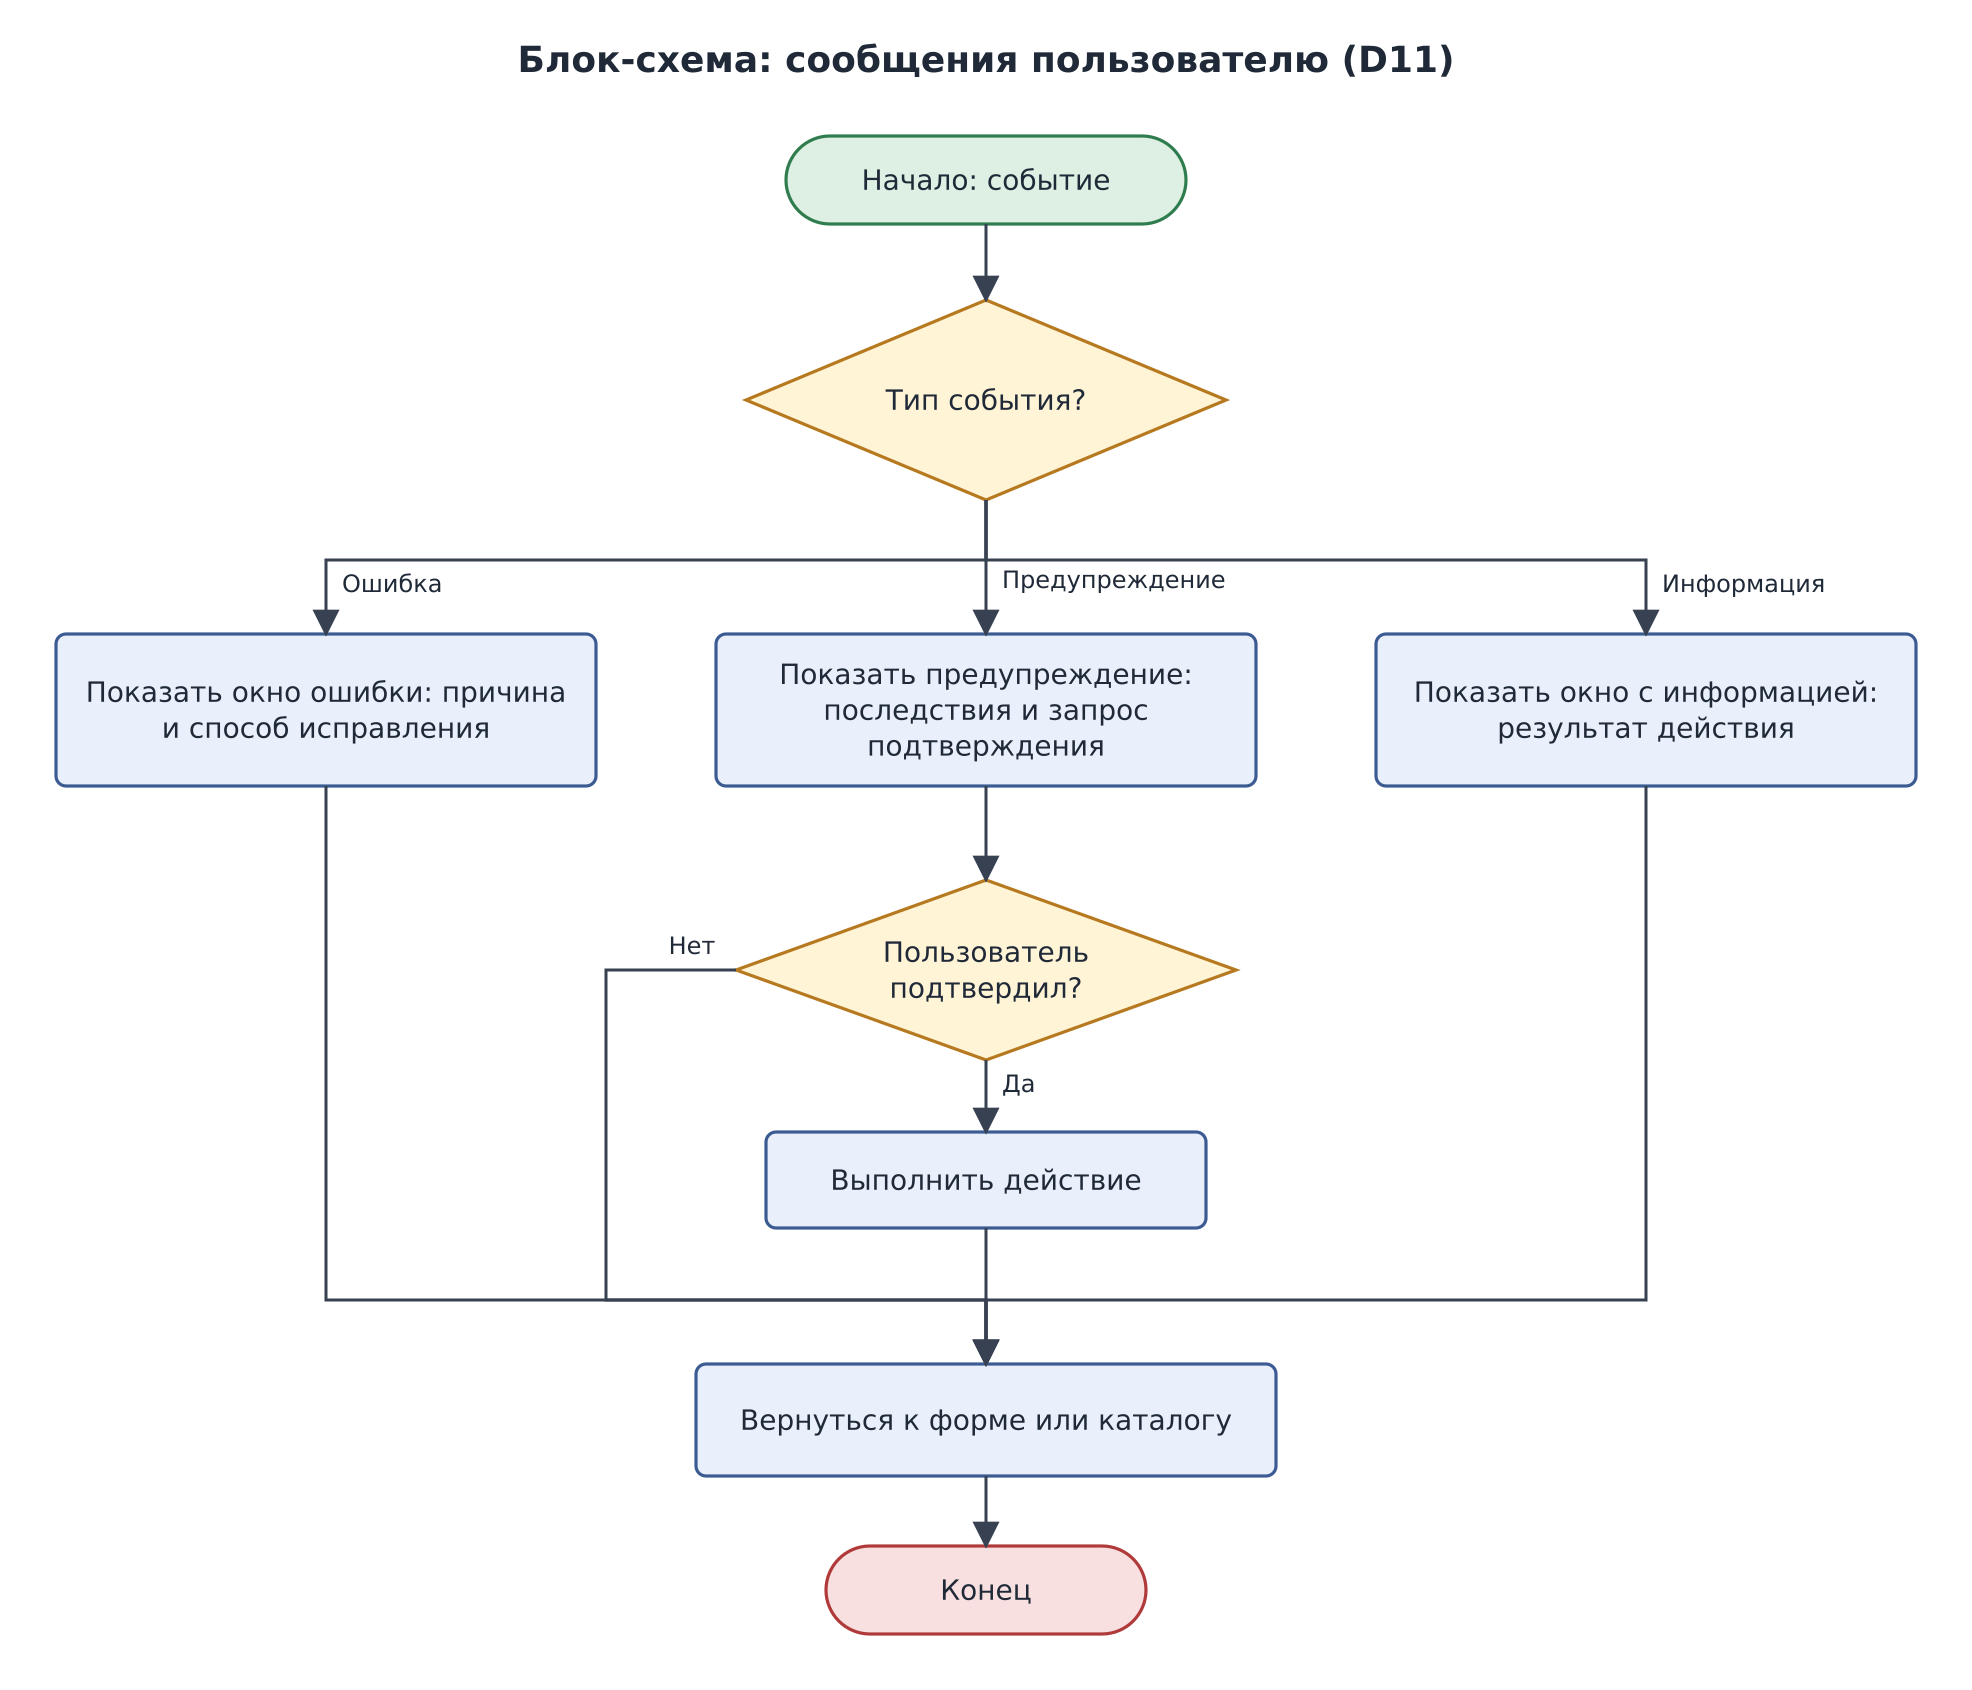 Блок-схема: сообщения пользователю (D11)
Начало: событие
Тип события?
Ошибка
Предупреждение
Информация
Показать окно ошибки: причина
и способ исправления
Показать предупреждение:
последствия и запрос
подтверждения
Показать окно с информацией:
результат действия
Пользователь
подтвердил?
Нет
Да
Выполнить действие
Вернуться к форме или каталогу
Конец